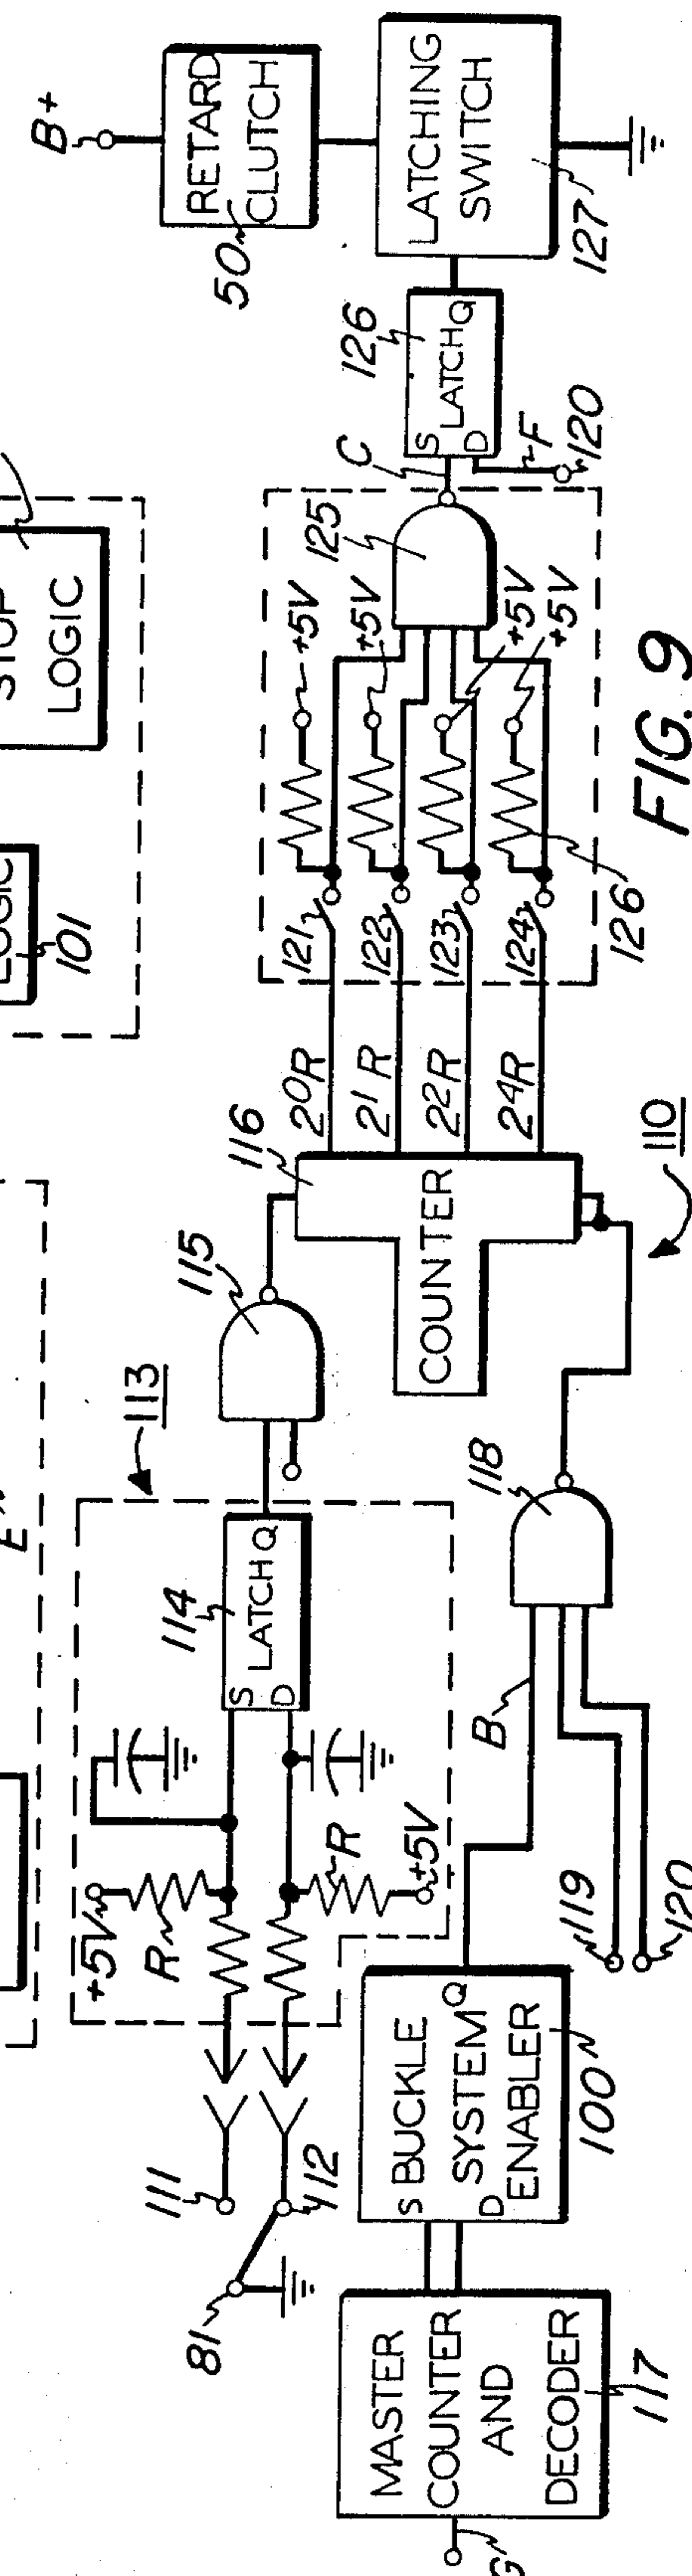 STOP
LOGIC
LOGIC
101
E"
B+
RETARD
CLUTCH
50
LATCHING
SWITCH
127
126
S
LATCH Q
D
C
F
120
125
+5V
+5V
+5V
+5V
121
122
123
124
126
2⁰R
2¹R
2²R
2⁴R
116
COUNTER
110
115
113
114
S
LATCH Q
D
+5V
R
R
+5V
111
112
81
118
B
119
120
S BUCKLE
SYSTEM Q
D ENABLER
100
MASTER
COUNTER
AND
DECODER
117
G
FIG. 9